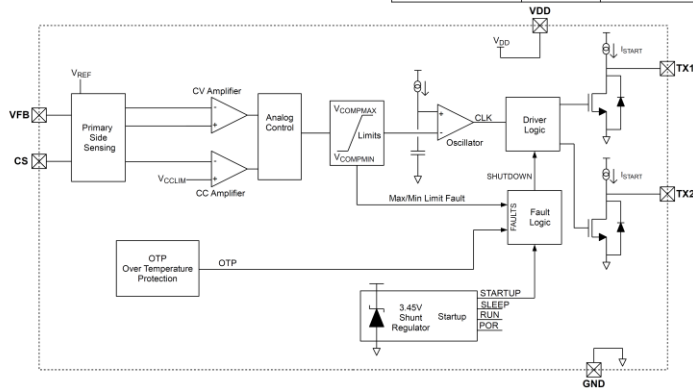 VDD
VDD
ISTART
TX1
VREF
CV Amplifier
VFB
Primary
Side
Sensing
-
+
Analog
Control
VCOMPMAX
Limits
VCOMPMIN
+
-
CLK
Oscillator
Driver
Logic
CS
-
+
VCCLIM
CC Amplifier
SHUTDOWN
ISTART
TX2
Max/Min Limit Fault
FAULTS
Fault
Logic
OTP
Over Temperature
Protection
OTP
3.45V
Shunt
Regulator
Startup
STARTUP
SLEEP
RUN
POR
GND